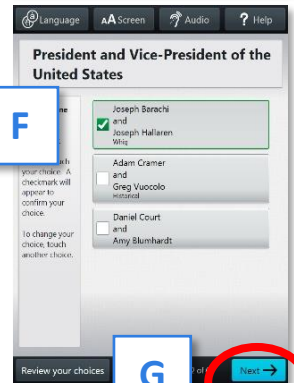 Language
AA Screen
Audio
? Help
President and Vice-President of the
United States
F
your choice. A
checkmark will
appear to
confirm your
choice.
To change your
choice, touch
another choice.
Joseph Barachi
and
Joseph Hallaren
Whig
Adam Cramer
and
Greg Vuocolo
Daniel Court
and
Amy Blumhardt
Review your choices
G
of
Next →